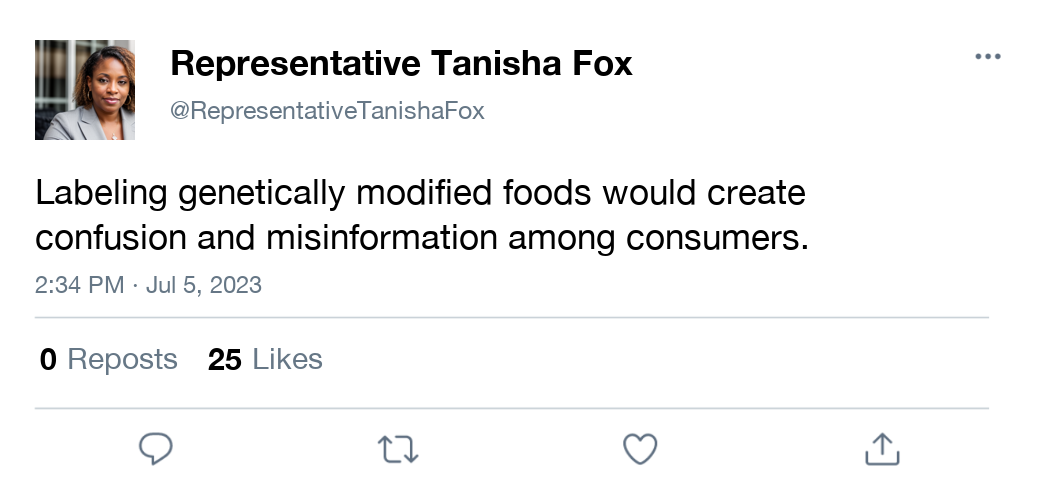 Representative Tanisha Fox
@RepresentativeTanishaFox
Labeling genetically modified foods would create
confusion and misinformation among consumers.
2:34 PM · Jul 5, 2023
0 Reposts 25 Likes